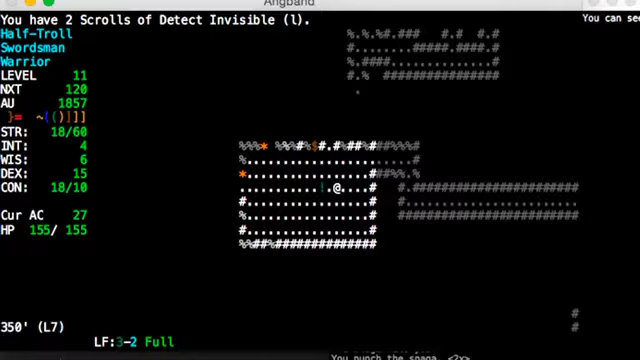 Angband
You have 2 Scrolls of Detect Invisible (l).
You can see
Half-Troll
Swordsman
Warrior
LEVEL 11
NXT 120
AU 1857
STR: 18/60
INT: 4
WIS: 6
DEX: 15
CON: 18/10
Cur AC 27
HP 155/ 155
350' (L7)
LF:3-2 Full
You punch the